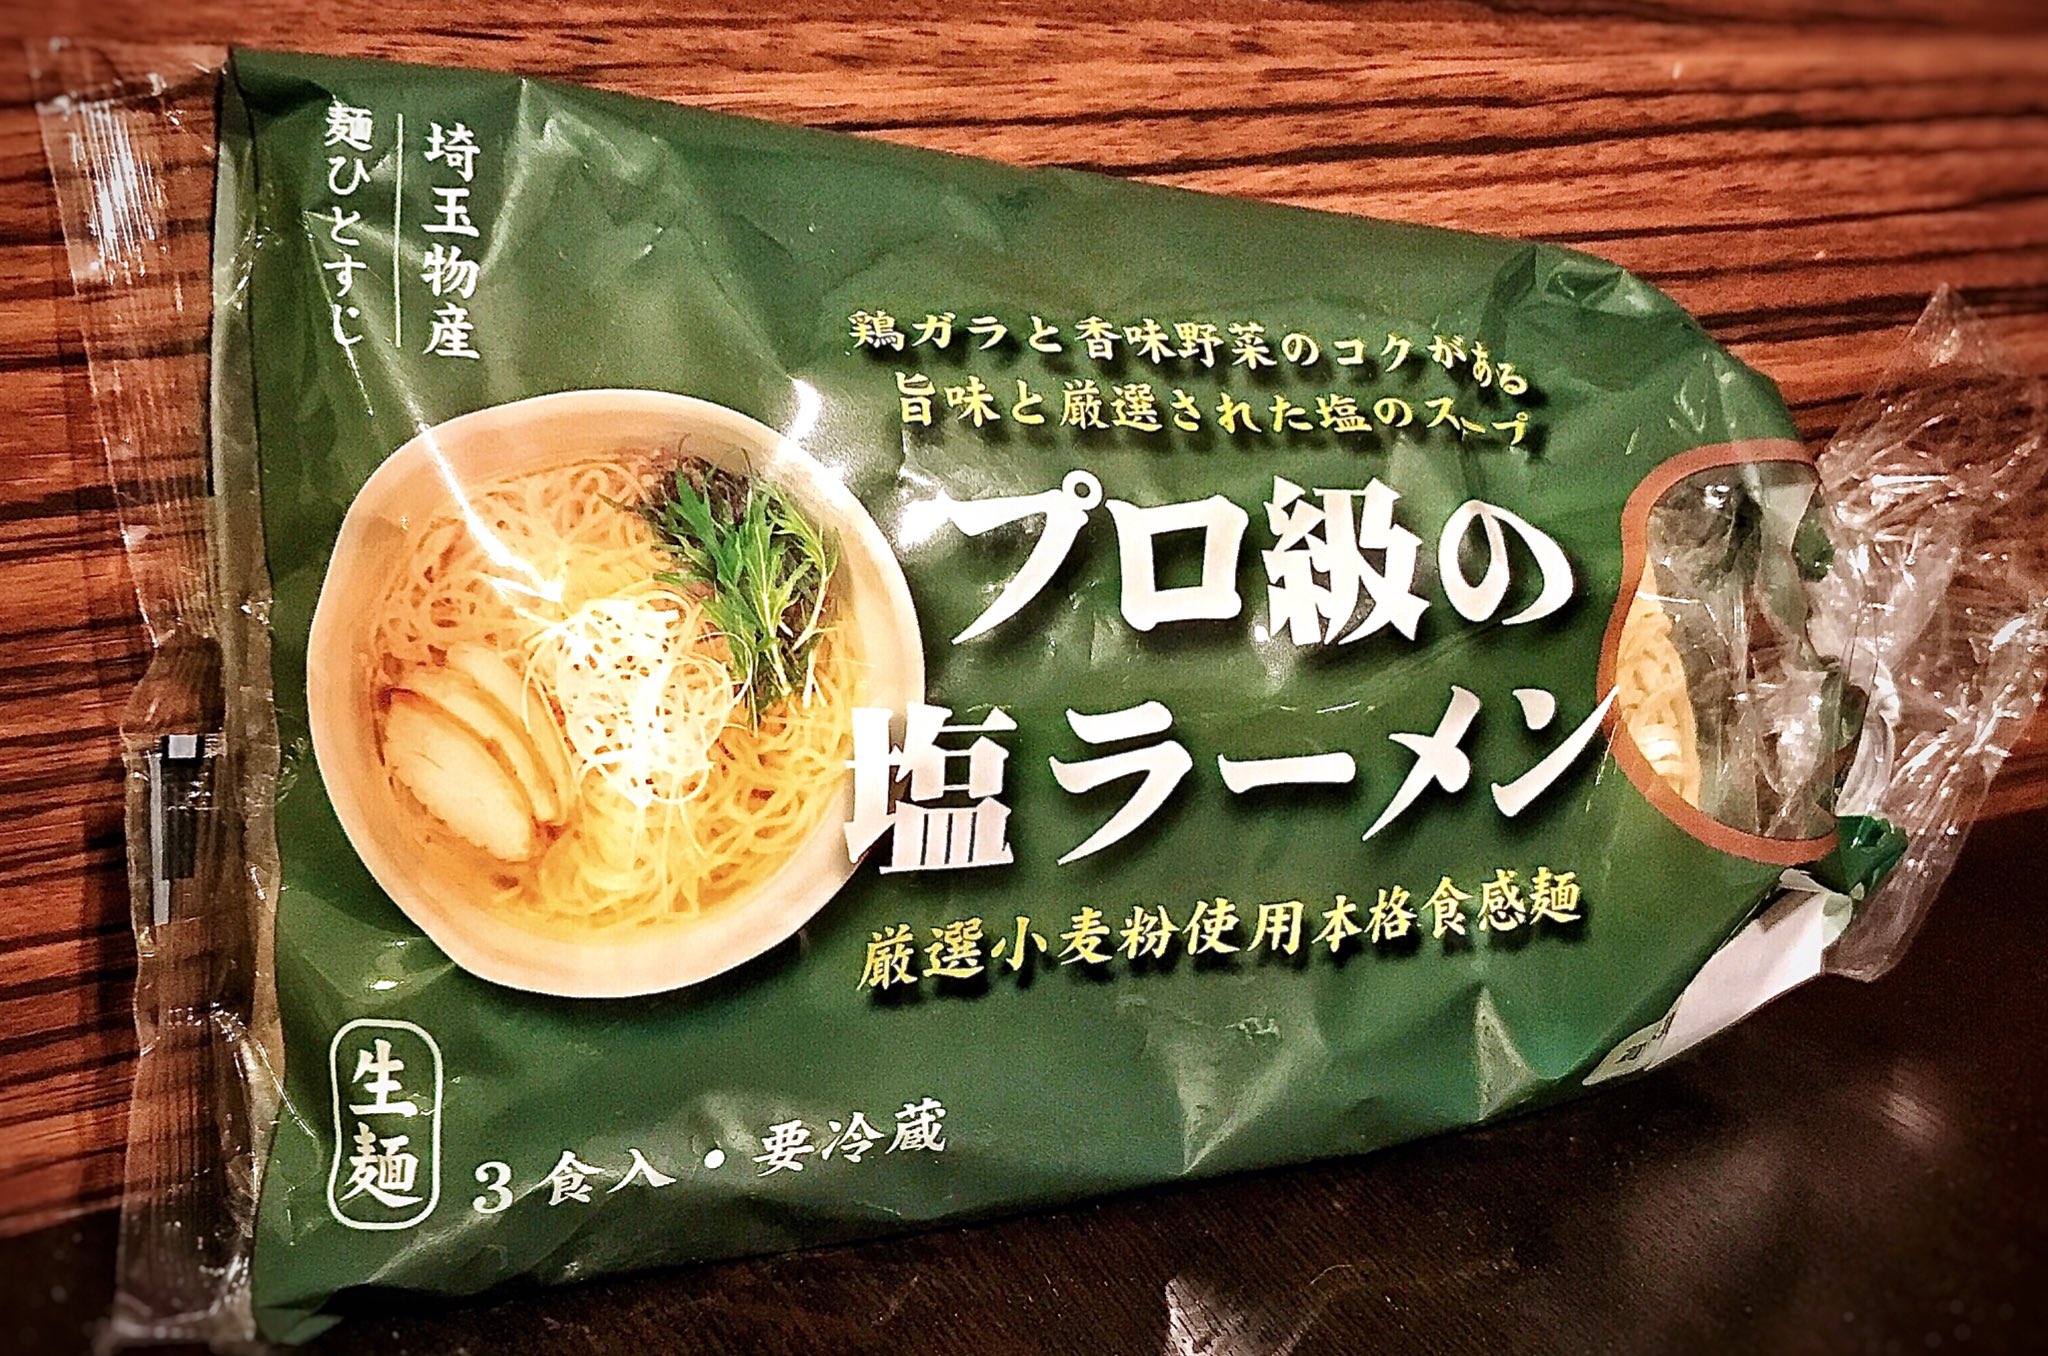 埼玉物産
麺ひとすじ
鶏ガラと香味野菜のコクがある
旨味と厳選された塩のスープ
プロ級の
塩ラーメン
厳選小麦粉使用本格食感麺
生麺
3食入・要冷蔵